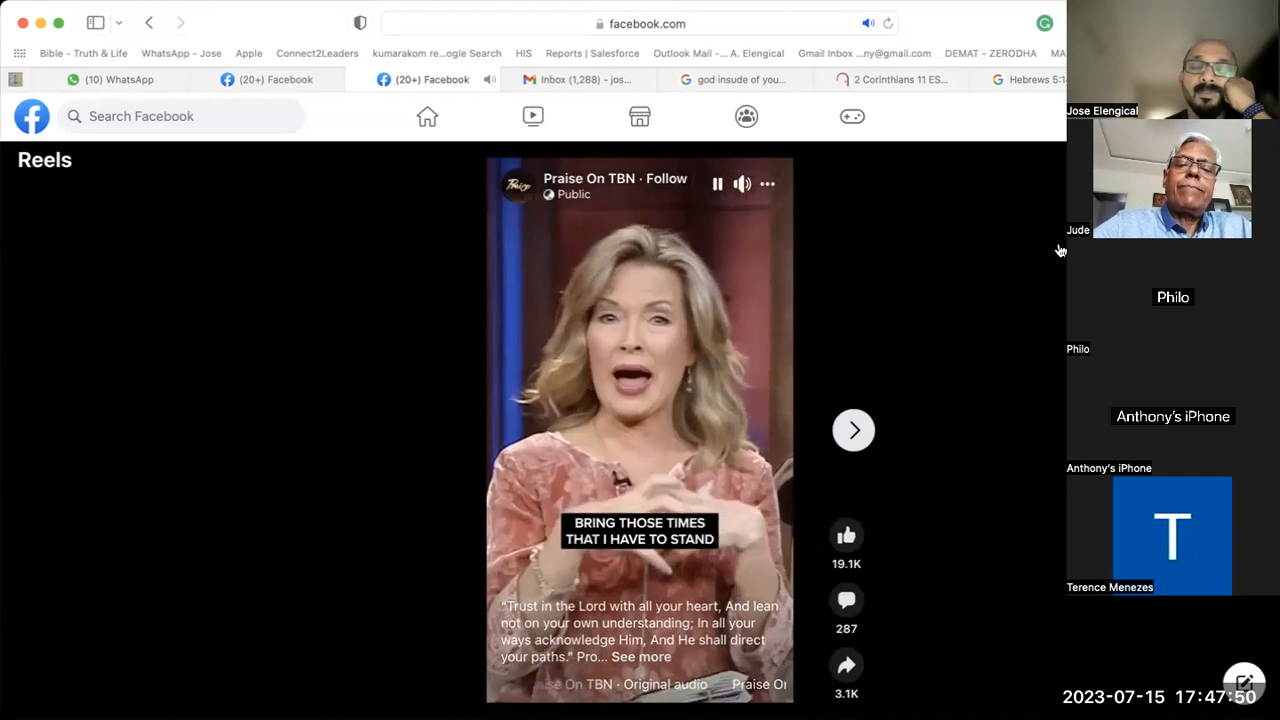 facebook.com
Bible - Truth & Life
WhatsApp - Jose
Apple
Connect2Leaders
kumarakom re...ogle Search
HIS
Reports | Salesforce
Outlook Mail -... A. Elengical
Gmail Inbox ...ny@gmail.com
DEMAT - ZERODHA
MA
(10) WhatsApp
(20+) Facebook
(20+) Facebook
Inbox (1,288) - jos...
god insude of you...
2 Corinthians 11 ES...
Hebrews 5:1
Search Facebook
Reels
Praise On TBN · Follow
Public
BRING THOSE TIMES
THAT I HAVE TO STAND
"Trust in the Lord with all your heart, And lean
not on your own understanding; In all your
ways acknowledge Him, And He shall direct
your paths." Pro... See more
aise On TBN · Original audio
Praise Or
19.1K
287
3.1K
Jose Elengical
Jude
Philo
Philo
Anthony's iPhone
Anthony's iPhone
T
Terence Menezes
2023-07-15 17:47:50